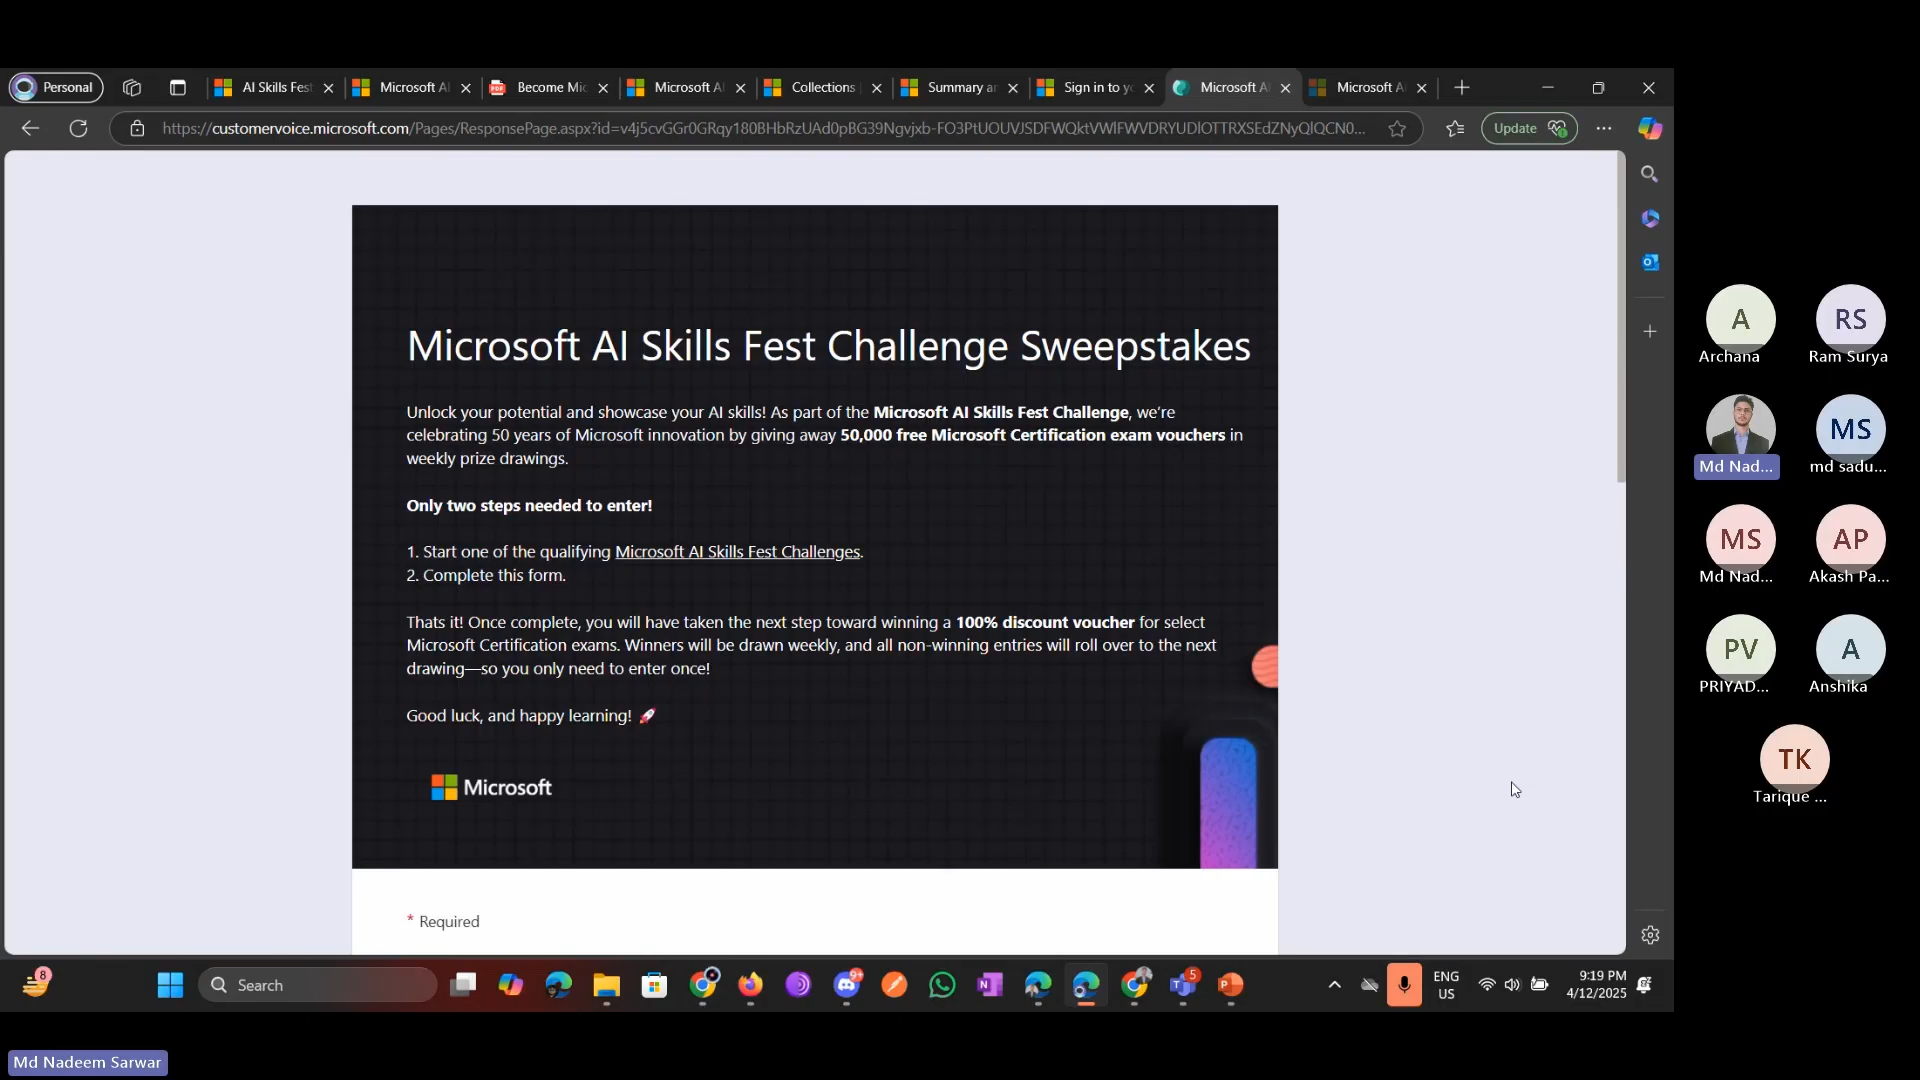 Personal
AI Skills Fest
Microsoft AI
Become Mic
Microsoft AI
Collections
Summary an
Sign in to yo
Microsoft AI
Microsoft AI
https://customervoice.microsoft.com/Pages/ResponsePage.aspx?id=v4j5cvGGr0GRqy180BHbRzUAd0pBG39Ngvjxb-FO3PtUOUVJSDFWQktVWlFWVDRYUDlOTTRXSEdZNyQlQCN0...
Update
Microsoft AI Skills Fest Challenge Sweepstakes
Unlock your potential and showcase your AI skills! As part of the Microsoft AI Skills Fest Challenge, we're
celebrating 50 years of Microsoft innovation by giving away 50,000 free Microsoft Certification exam vouchers in
weekly prize drawings.
Only two steps needed to enter!
1. Start one of the qualifying Microsoft AI Skills Fest Challenges.
2. Complete this form.
Thats it! Once complete, you will have taken the next step toward winning a 100% discount voucher for select
Microsoft Certification exams. Winners will be drawn weekly, and all non-winning entries will roll over to the next
drawing—so you only need to enter once!
Good luck, and happy learning! 🚀
Microsoft
* Required
A
Archana
RS
Ram Surya
Md Nad...
MS
md sadu...
MS
Md Nad...
AP
Akash Pa...
PV
PRIYAD...
A
Anshika
TK
Tarique ...
8
Search
9+
5
ENG
US
9:19 PM
4/12/2025
Md Nadeem Sarwar